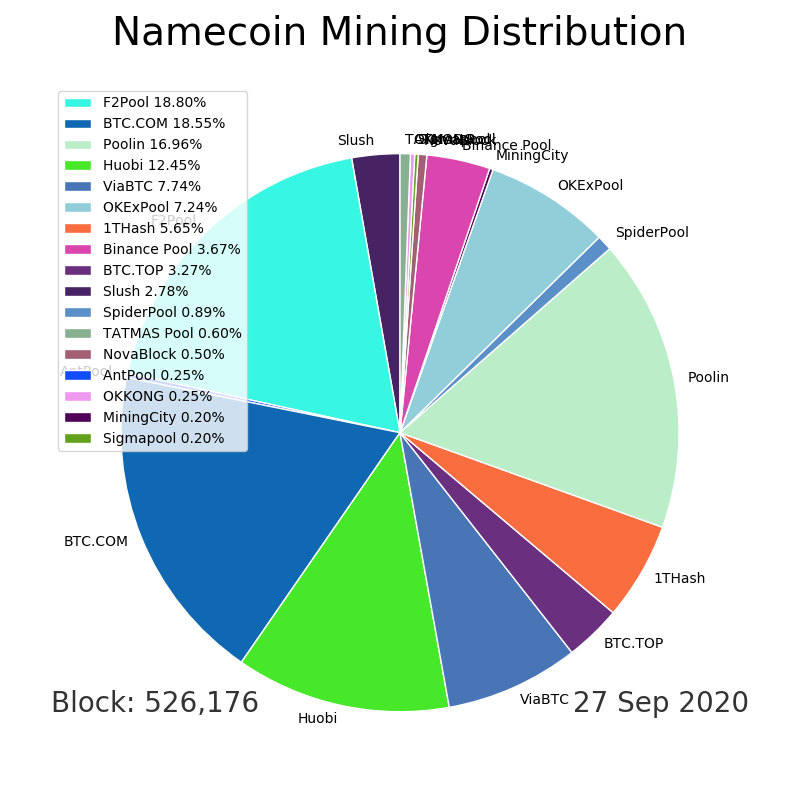 Namecoin Mining Distribution
F2Pool 18.80%
BTC.COM 18.55%
Poolin 16.96%
Huobi 12.45%
ViaBTC 7.74%
OKExPool 7.24%
1THash 5.65%
Binance Pool 3.67%
BTC.TOP 3.27%
Slush 2.78%
SpiderPool 0.89%
TATMAS Pool 0.60%
NovaBlock 0.50%
AntPool 0.25%
OKKONG 0.25%
MiningCity 0.20%
Sigmapool 0.20%
Slush
Binance Pool
MiningCity
OKExPool
SpiderPool
Poolin
1THash
BTC.TOP
ViaBTC
Huobi
BTC.COM
AntPool
F2Pool
Block: 526,176
27 Sep 2020